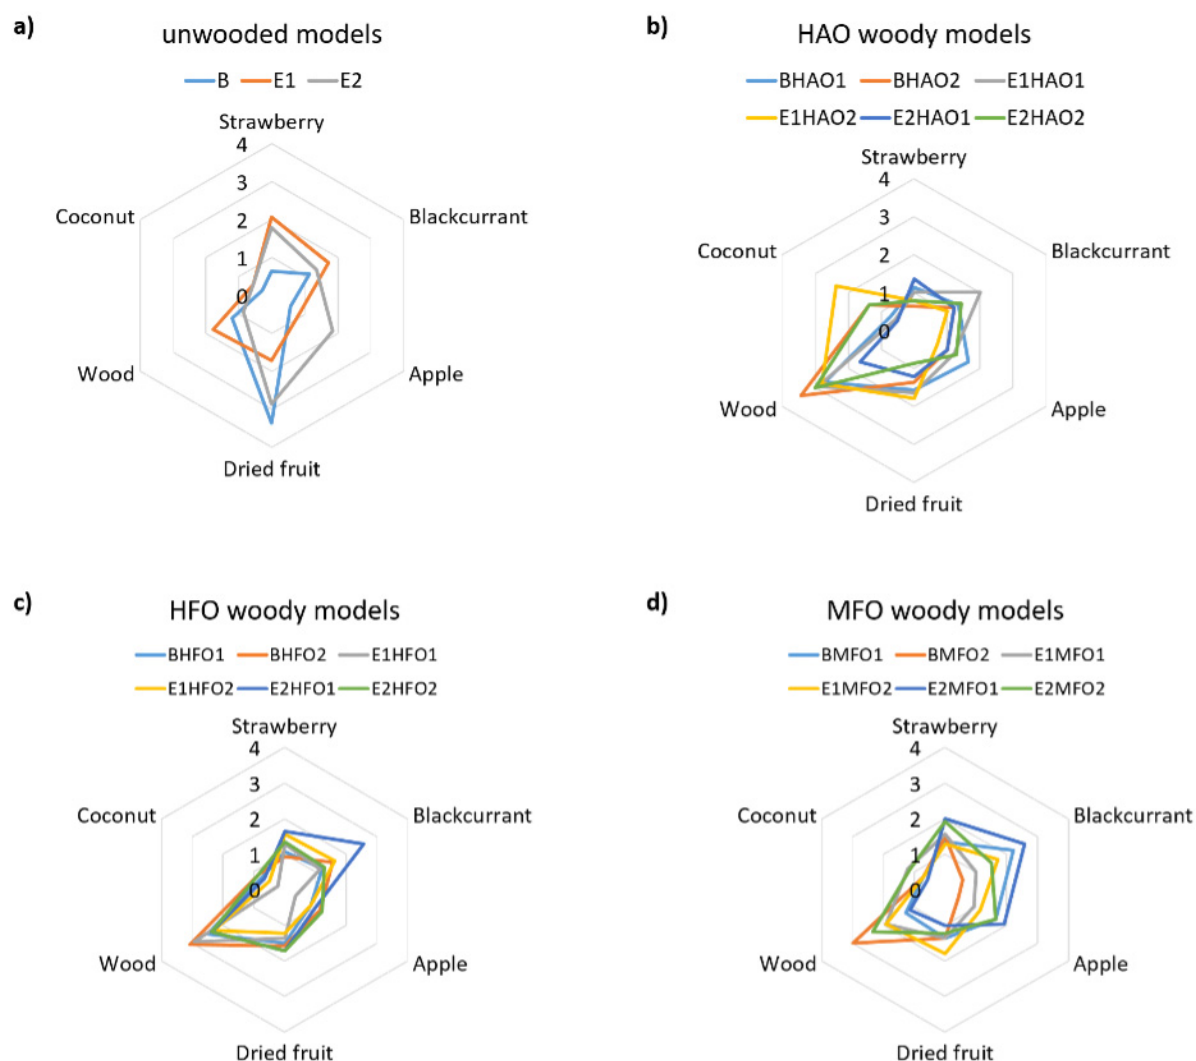 a)
unwooded models
B E1 E2
Strawberry
4
3
Coconut Blackcurrant
2
1
0
Wood Apple
Dried fruit
b)
HAO woody models
BHAO1 BHAO2 E1HAO1
E1HAO2 E2HAO1 E2HAO2
Strawberry
4
3
Coconut Blackcurrant
2
1
0
Wood Apple
Dried fruit
c)
HFO woody models
BHFO1 BHFO2 E1HFO1
E1HFO2 E2HFO1 E2HFO2
Strawberry
4
3
Coconut Blackcurrant
2
1
0
Wood Apple
Dried fruit
d)
MFO woody models
BMFO1 BMFO2 E1MFO1
E1MFO2 E2MFO1 E2MFO2
Strawberry
4
3
Coconut Blackcurrant
2
1
0
Wood Apple
Dried fruit